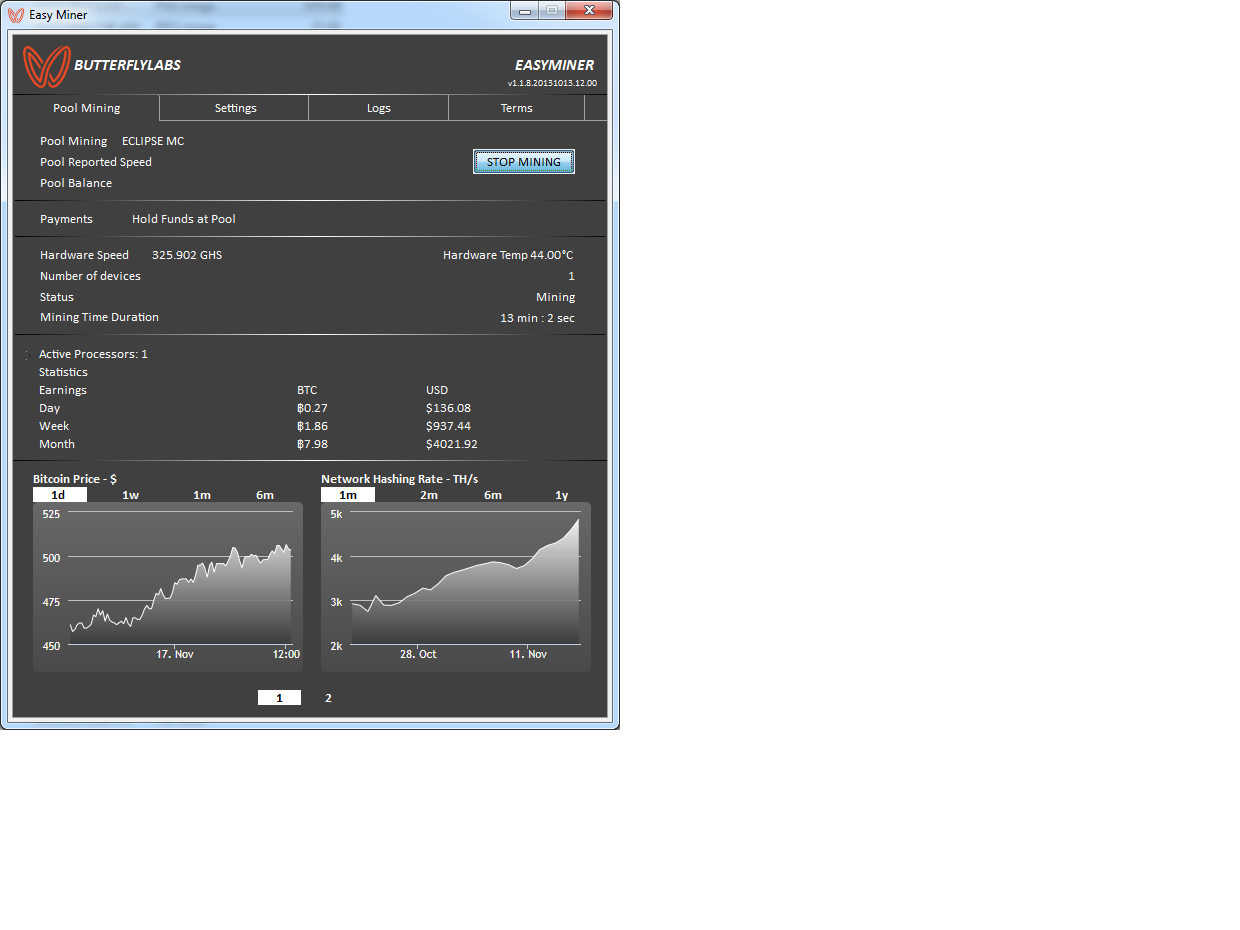 Easy Miner
BUTTERFLYLABS EASYMINER
v1.1.8.20131013.12.00
Pool Mining Settings Logs Terms
Pool Mining ECLIPSE MC
Pool Reported Speed STOP MINING
Pool Balance
Payments Hold Funds at Pool
Hardware Speed 325.902 GHS Hardware Temp 44.00°C
Number of devices 1
Status Mining
Mining Time Duration 13 min : 2 sec
Active Processors: 1
Statistics
Earnings BTC USD
Day ฿0.27 $136.08
Week ฿1.86 $937.44
Month ฿7.98 $4021.92
Bitcoin Price - $ Network Hashing Rate - TH/s
1d 1w 1m 6m 1m 2m 6m 1y
525 5k
500 4k
475 3k
450 2k
17. Nov 12:00 28. Oct 11. Nov
1 2